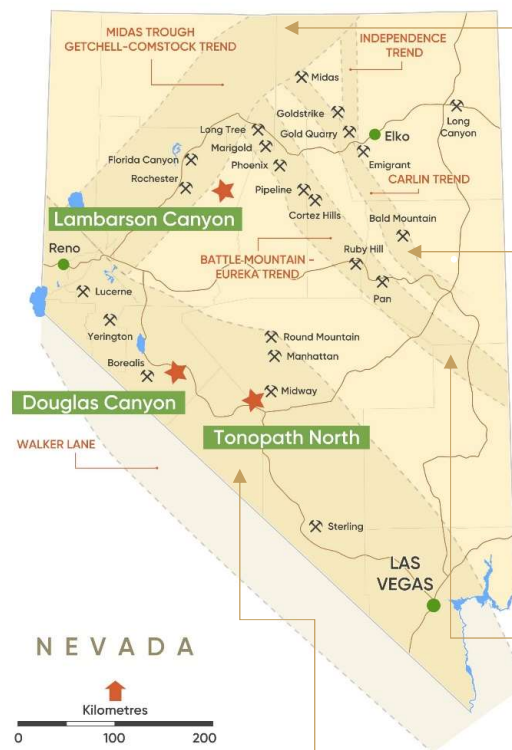 MIDAS TROUGH
GETCHELL-COMSTOCK TREND
INDEPENDENCE
TREND
Midas
Goldstrike
Long
Canyon
Long Tree
Gold Quarry
Elko
Marigold
Emigrant
Florida Canyon
Phoenix
CARLIN TREND
Rochester
Pipeline
Cortez Hills
Lambarson Canyon
Bald Mountain
Reno
BATTLE-MOUNTAIN –
EUREKA TREND
Ruby Hill
Pan
Lucerne
Yerington
Round Mountain
Manhattan
Borealis
Midway
Douglas Canyon
Tonopath North
WALKER LANE
Sterling
LAS
VEGAS
NEVADA
Kilometres
0 100 200